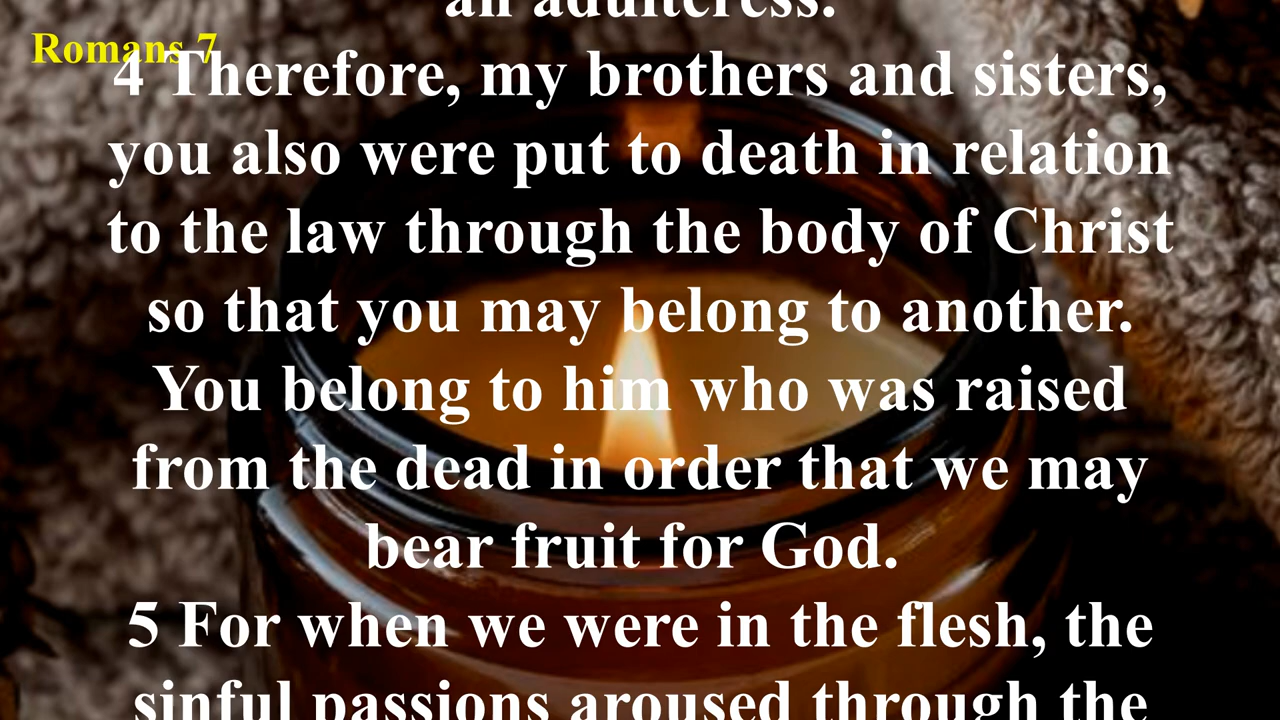 an adulteress.
Romans 7
4 Therefore, my brothers and sisters,
you also were put to death in relation
to the law through the body of Christ
so that you may belong to another.
You belong to him who was raised
from the dead in order that we may
bear fruit for God.
5 For when we were in the flesh, the
sinful passions aroused through the